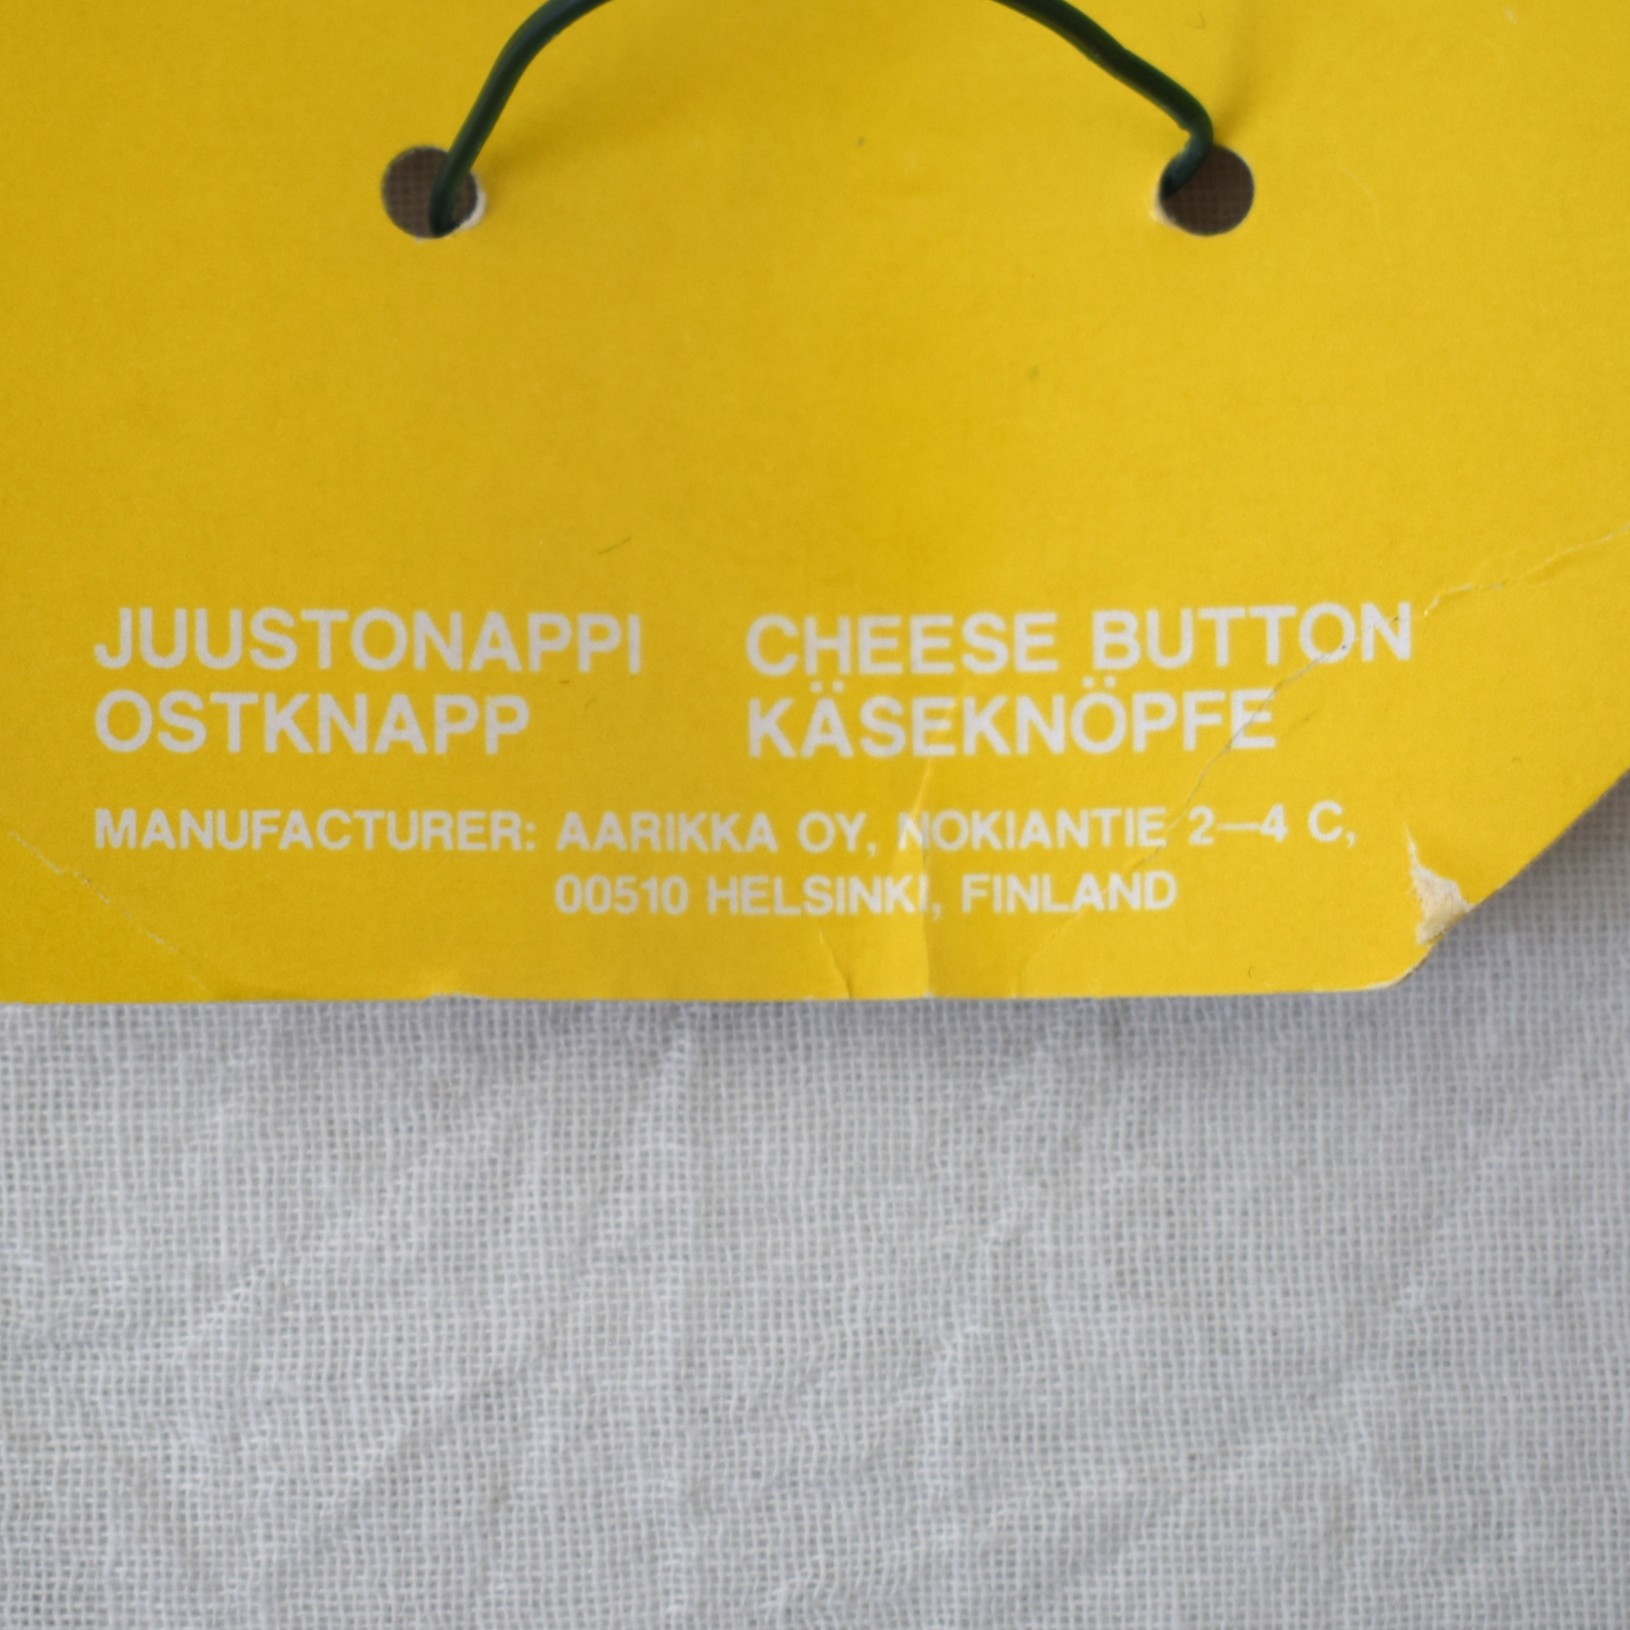 JUUSTONAPPI CHEESE BUTTON
OSTKNAPP KÄSEKNÖPFE
MANUFACTURER: AARIKKA OY, NOKIANTIE 2—4 C,
00510 HELSINKI, FINLAND